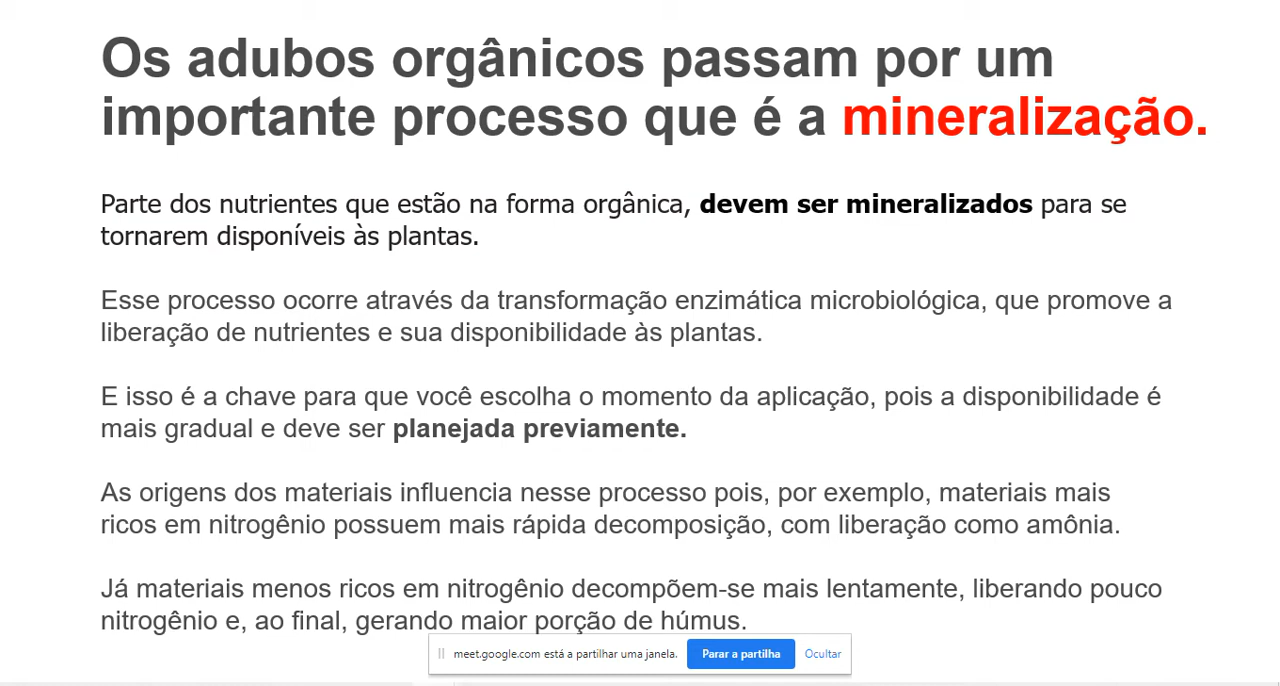 Os adubos orgânicos passam por um
importante processo que é a mineralização.
Parte dos nutrientes que estão na forma orgânica, devem ser mineralizados para se
tornarem disponíveis às plantas.
Esse processo ocorre através da transformação enzimática microbiológica, que promove a
liberação de nutrientes e sua disponibilidade às plantas.
E isso é a chave para que você escolha o momento da aplicação, pois a disponibilidade é
mais gradual e deve ser planejada previamente.
As origens dos materiais influencia nesse processo pois, por exemplo, materiais mais
ricos em nitrogênio possuem mais rápida decomposição, com liberação como amônia.
Já materiais menos ricos em nitrogênio decompõem-se mais lentamente, liberando pouco
nitrogênio e, ao final, gerando maior porção de húmus.
meet.google.com está a partilhar uma janela. Parar a partilha Ocultar